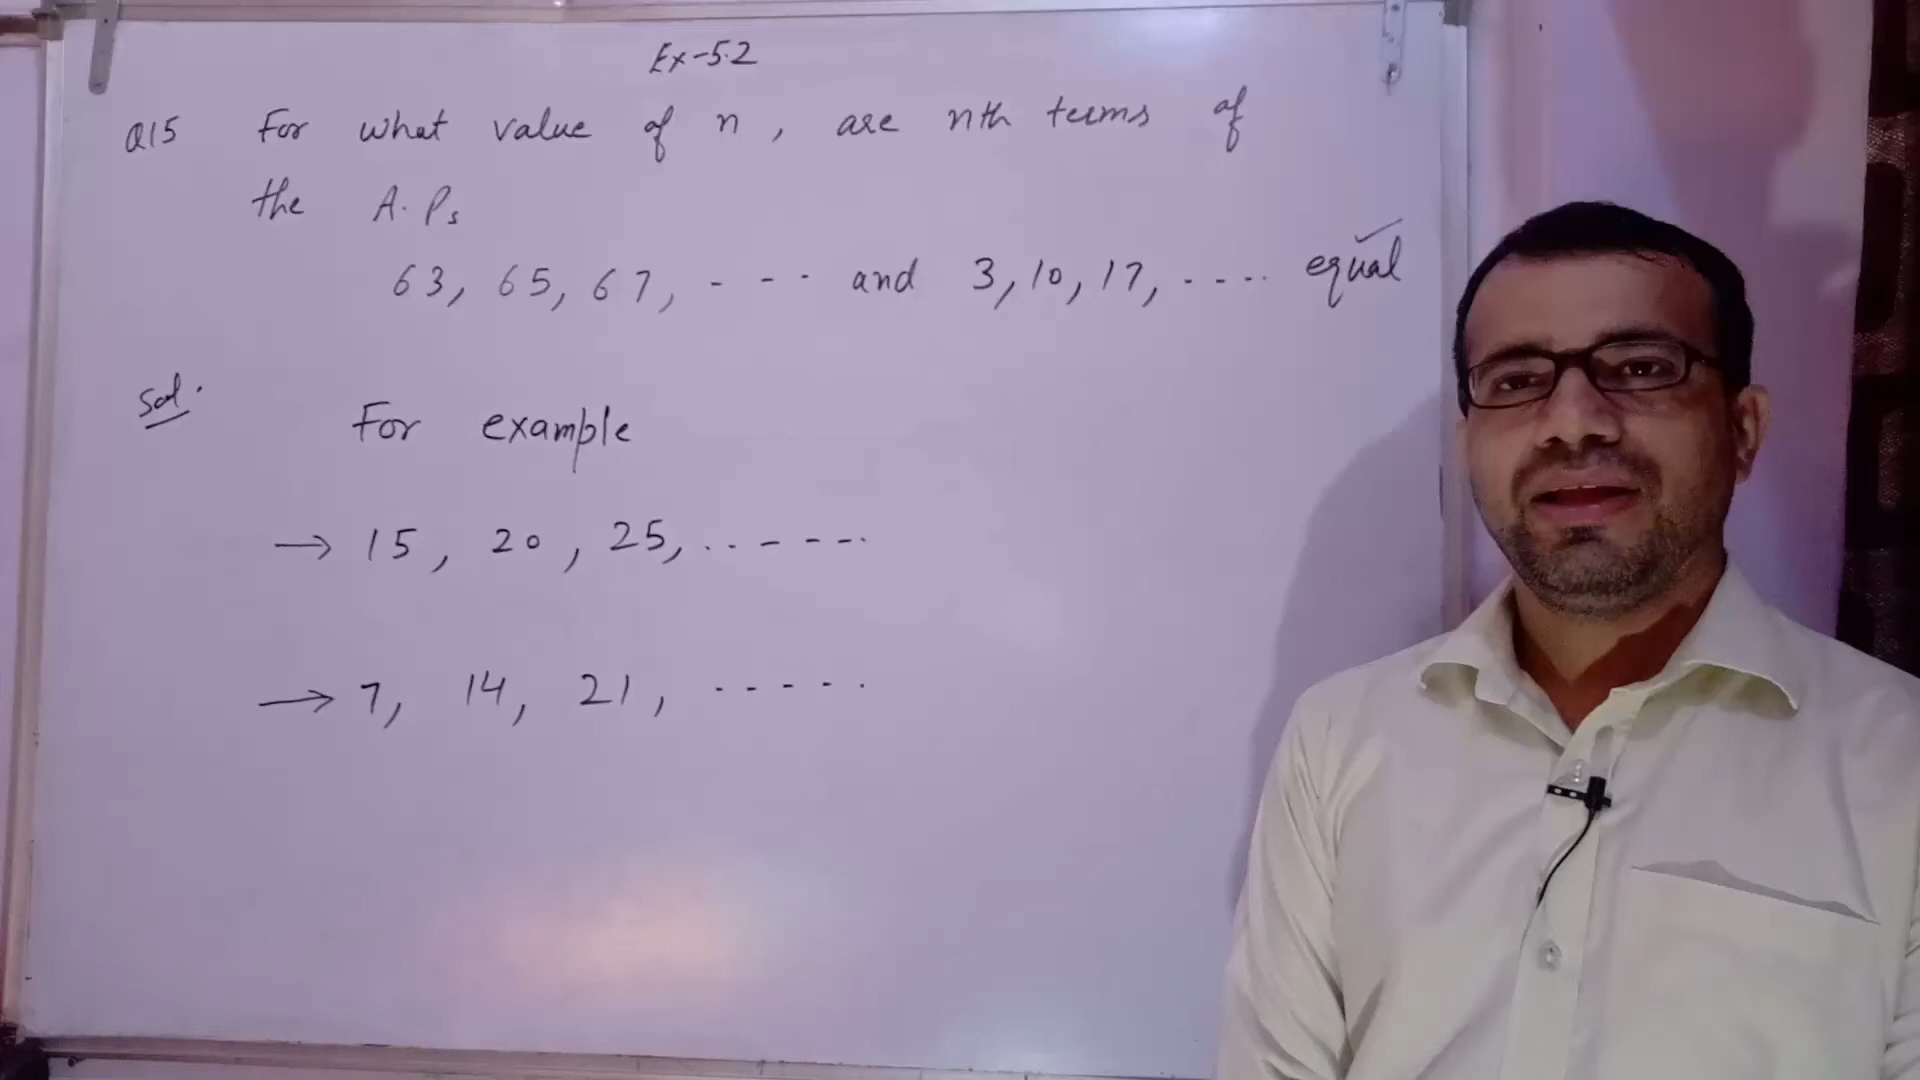 Ex-5.2
Q15 For what value of n, are nth terms of
the A.Ps
63, 65, 67, - - - . and 3, 10, 17, - - - . . equal
Sol.
For example
→ 15, 20, 25, . . - - - - .
→ 7, 14, 21, - - - - - .